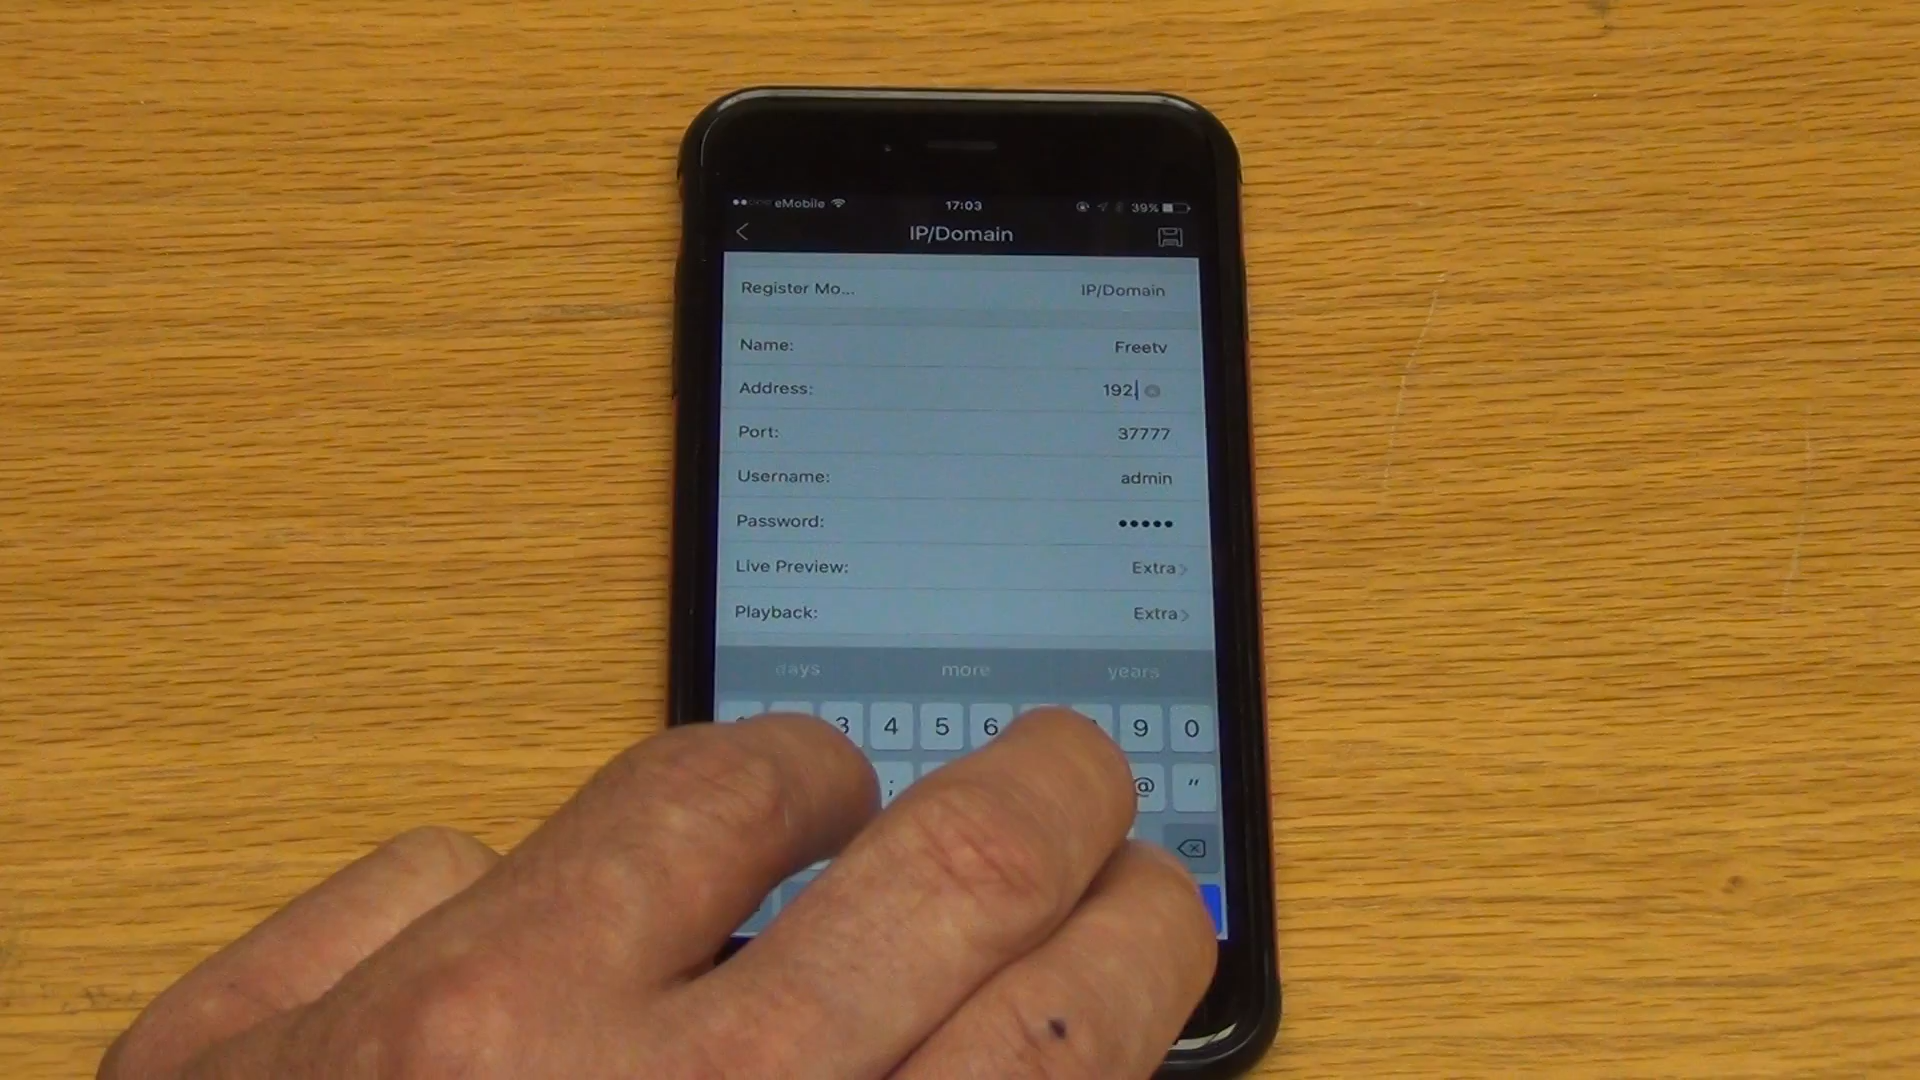 eMobile 17:03 39%
IP/Domain
Register Mo... IP/Domain
Name: Freetv
Address: 192.
Port: 37777
Username: admin
Password: •••••
Live Preview: Extra
Playback: Extra
days more years
3 4 5 6 9 0
; @ "